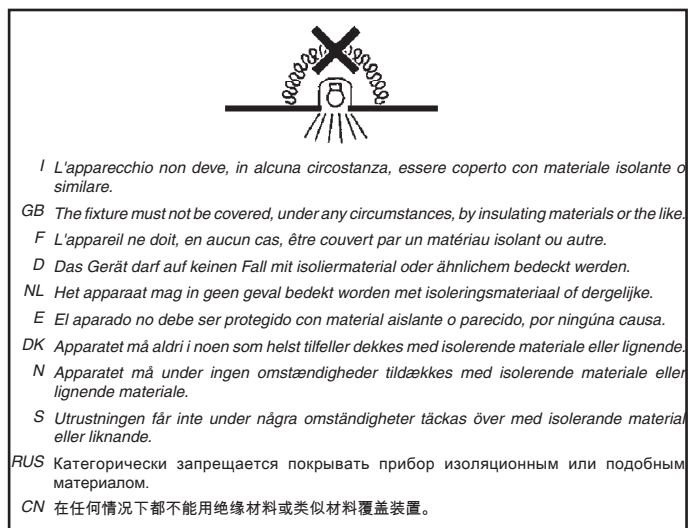 I L'apparecchio non deve, in alcuna circostanza, essere coperto con materiale isolante o
similare.
GB The fixture must not be covered, under any circumstances, by insulating materials or the like.
F L'appareil ne doit, en aucun cas, être couvert par un matériau isolant ou autre.
D Das Gerät darf auf keinen Fall mit isoliermaterial oder ähnlichem bedeckt werden.
NL Het apparaat mag in geen geval bedekt worden met isoleringsmateriaal of dergelijke.
E El aparado no debe ser protegido con material aislante o parecido, por ningúna causa.
DK Apparatet må aldri i noen som helst tilfeller dekkes med isolerende materiale eller lignende.
N Apparatet må under ingen omstændigheder tildækkes med isolerende materiale eller
lignende materiale.
S Utrustningen får inte under några omständigheter täckas över med isolerande material
eller liknande.
RUS Категорически запрещается покрывать прибор изоляционным или подобным
материалом.
CN 在任何情况下都不能用绝缘材料或类似材料覆盖装置。